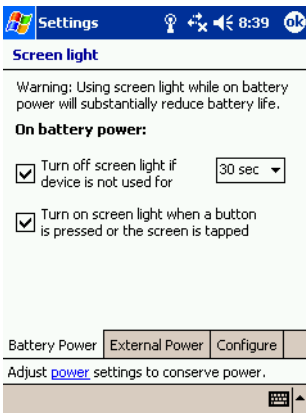 Settings 8:39 ok
Screen light
Warning: Using screen light while on battery
power will substantially reduce battery life.
On battery power:
Turn off screen light if
device is not used for
30 sec
Turn on screen light when a button
is pressed or the screen is tapped
Battery Power External Power Configure
Adjust power settings to conserve power.